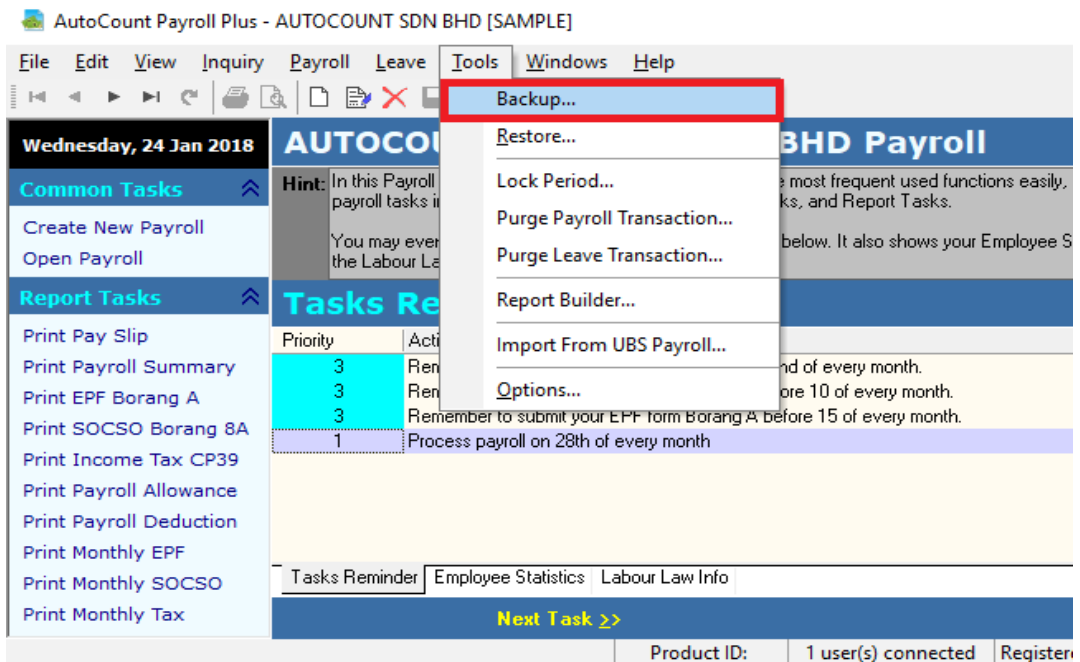 AutoCount Payroll Plus - AUTOCOUNT SDN BHD [SAMPLE]
File Edit View Inquiry Payroll Leave Tools Windows Help
Backup...
Restore...
Lock Period...
Purge Payroll Transaction...
Purge Leave Transaction...
Report Builder...
Import From UBS Payroll...
Options...
Wednesday, 24 Jan 2018
Common Tasks
Create New Payroll
Open Payroll
Report Tasks
Print Pay Slip
Print Payroll Summary
Print EPF Borang A
Print SOCSO Borang 8A
Print Income Tax CP39
Print Payroll Allowance
Print Payroll Deduction
Print Monthly EPF
Print Monthly SOCSO
Print Monthly Tax
AUTOCOU BHD Payroll
Hint: In this Payroll most frequent used functions easily,
payroll tasks ks, and Report Tasks.
You may ever below. It also shows your Employee S
the Labour La
Tasks Re
Priority Acti
3 Ren nd of every month.
3 Ren ore 10 of every month.
3 Remember to submit your EPF form Borang A before 15 of every month.
1 Process payroll on 28th of every month
Tasks Reminder Employee Statistics Labour Law Info
Next Task >>
Product ID: 1 user(s) connected Register